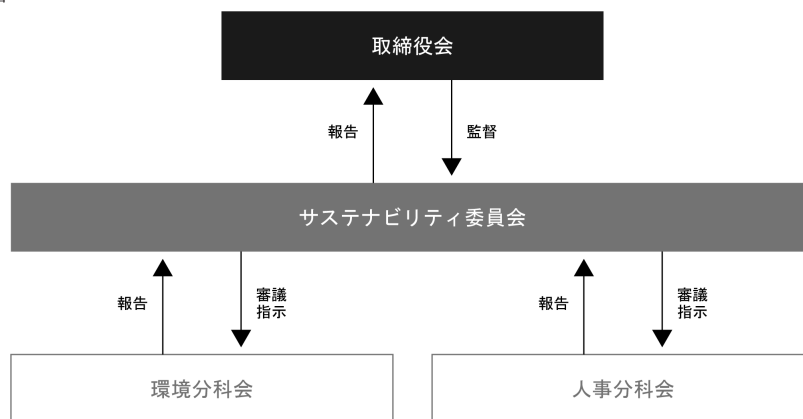 取締役会
報告
監督
サステナビリティ委員会
報告
審議
指示
報告
審議
指示
環境分科会
人事分科会